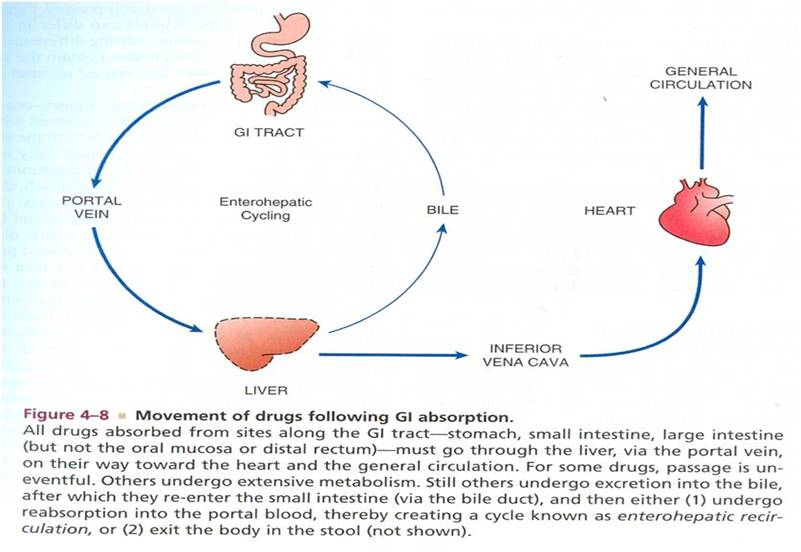 GI TRACT
GENERAL
CIRCULATION
PORTAL
VEIN
Enterohepatic
Cycling
BILE
HEART
INFERIOR
VENA CAVA
LIVER
Figure 4–8 ■ Movement of drugs following GI absorption.
All drugs absorbed from sites along the GI tract—stomach, small intestine, large intestine
(but not the oral mucosa or distal rectum)—must go through the liver, via the portal vein,
on their way toward the heart and the general circulation. For some drugs, passage is un-
eventful. Others undergo extensive metabolism. Still others undergo excretion into the bile,
after which they re-enter the small intestine (via the bile duct), and then either (1) undergo
reabsorption into the portal blood, thereby creating a cycle known as enterohepatic recir-
culation, or (2) exit the body in the stool (not shown).